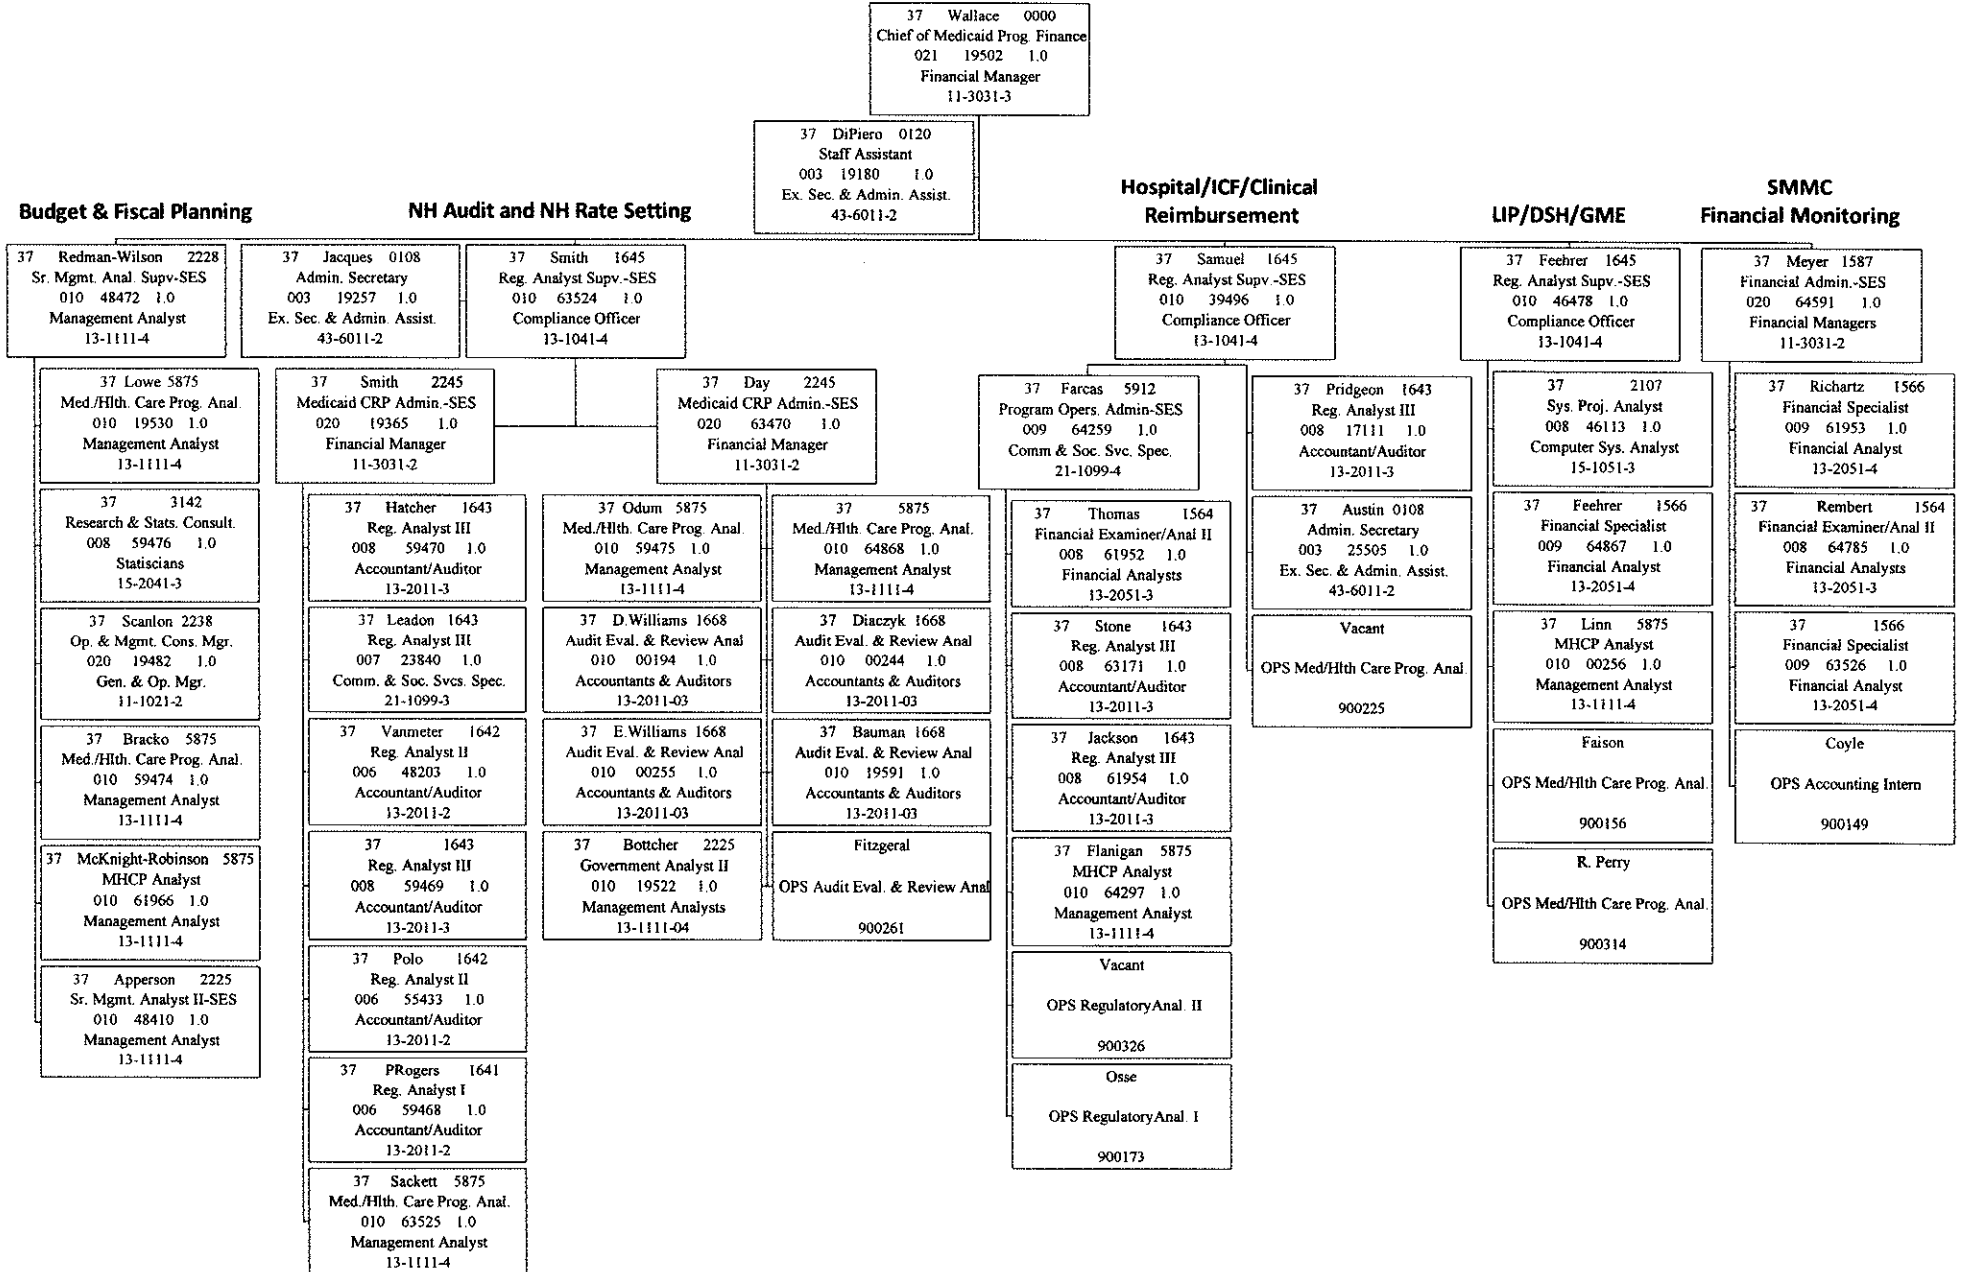 37 Wallace 0000
Chief of Medicaid Prog. Finance
021 19502 1.0
Financial Manager
11-3031-3
37 DiPiero 0120
Staff Assistant
003 19180 1.0
Ex. Sec. & Admin. Assist.
43-6011-2
Budget & Fiscal Planning
37 Redman-Wilson 2228
Sr. Mgmt. Anal. Supv-SES
010 48472 1.0
Management Analyst
13-1111-4
37 Lowe 5875
Med./Hlth. Care Prog. Anal.
010 19530 1.0
Management Analyst
13-1111-4
37 3142
Research & Stats. Consult.
008 59476 1.0
Statiscians
15-2041-3
37 Scanlon 2238
Op. & Mgmt. Cons. Mgr.
020 19482 1.0
Gen. & Op. Mgr.
11-1021-2
37 Bracko 5875
Med./Hlth. Care Prog. Anal.
010 59474 1.0
Management Analyst
13-1111-4
37 McKnight-Robinson 5875
MHCP Analyst
010 61966 1.0
Management Analyst
13-1111-4
37 Apperson 2225
Sr. Mgmt. Analyst II-SES
010 48410 1.0
Management Analyst
13-1111-4
NH Audit and NH Rate Setting
37 Jacques 0108
Admin. Secretary
003 19257 1.0
Ex. Sec. & Admin. Assist.
43-6011-2
37 Smith 1645
Reg. Analyst Supv.-SES
010 63524 1.0
Compliance Officer
13-1041-4
37 Smith 2245
Medicaid CRP Admin.-SES
020 19365 1.0
Financial Manager
11-3031-2
37 Day 2245
Medicaid CRP Admin.-SES
020 63470 1.0
Financial Manager
11-3031-2
37 Hatcher 1643
Reg. Analyst III
008 59470 1.0
Accountant/Auditor
13-2011-3
37 Leadon 1643
Reg. Analyst III
007 23840 1.0
Comm. & Soc. Svcs. Spec.
21-1099-3
37 Vanmeter 1642
Reg. Analyst II
006 48203 1.0
Accountant/Auditor
13-2011-2
37 1643
Reg. Analyst III
008 59469 1.0
Accountant/Auditor
13-2011-3
37 Polo 1642
Reg. Analyst II
006 55433 1.0
Accountant/Auditor
13-2011-2
37 PRogers 1641
Reg. Analyst I
006 59468 1.0
Accountant/Auditor
13-2011-2
37 Sackett 5875
Med./Hlth. Care Prog. Anal.
010 63525 1.0
Management Analyst
13-1111-4
37 Odum 5875
Med./Hlth. Care Prog. Anal.
010 59475 1.0
Management Analyst
13-1111-4
37 D.Williams 1668
Audit Eval. & Review Anal
010 00194 1.0
Accountants & Auditors
13-2011-03
37 E.Williams 1668
Audit Eval. & Review Anal
010 00255 1.0
Accountants & Auditors
13-2011-03
37 Bottcher 2225
Government Analyst II
010 19522 1.0
Management Analysts
13-1111-04
37 5875
Med./Hlth. Care Prog. Anal.
010 64868 1.0
Management Analyst
13-1111-4
37 Diaczyk 1668
Audit Eval. & Review Anal
010 00244 1.0
Accountants & Auditors
13-2011-03
37 Bauman 1668
Audit Eval. & Review Anal
010 19591 1.0
Accountants & Auditors
13-2011-03
Fitzgeral
OPS Audit Eval. & Review Anal
900261
Hospital/ICF/Clinical
Reimbursement
37 Samuel 1645
Reg. Analyst Supv.-SES
010 39496 1.0
Compliance Officer
13-1041-4
37 Farcas 5912
Program Opers. Admin-SES
009 64259 1.0
Comm & Soc. Svc. Spec.
21-1099-4
37 Thomas 1564
Financial Examiner/Anal II
008 61952 1.0
Financial Analysts
13-2051-3
37 Stone 1643
Reg. Analyst III
008 63171 1.0
Accountant/Auditor
13-2011-3
37 Jackson 1643
Reg. Analyst III
008 61954 1.0
Accountant/Auditor
13-2011-3
37 Flanigan 5875
MHCP Analyst
010 64297 1.0
Management Analyst
13-1111-4
Vacant
OPS RegulatoryAnal. II
900326
Osse
OPS RegulatoryAnal. I
900173
37 Pridgeon 1643
Reg. Analyst III
008 17111 1.0
Accountant/Auditor
13-2011-3
37 Austin 0108
Admin. Secretary
003 25505 1.0
Ex. Sec. & Admin. Assist.
43-6011-2
Vacant
OPS Med/Hlth Care Prog. Anal.
900225
LIP/DSH/GME
37 Feehrer 1645
Reg. Analyst Supv.-SES
010 46478 1.0
Compliance Officer
13-1041-4
37 2107
Sys. Proj. Analyst
008 46113 1.0
Computer Sys. Analyst
15-1051-3
37 Feehrer 1566
Financial Specialist
009 64867 1.0
Financial Analyst
13-2051-4
37 Linn 5875
MHCP Analyst
010 00256 1.0
Management Analyst
13-1111-4
Faison
OPS Med/Hlth Care Prog. Anal.
900156
R. Perry
OPS Med/Hlth Care Prog. Anal.
900314
SMMC
Financial Monitoring
37 Meyer 1587
Financial Admin.-SES
020 64591 1.0
Financial Managers
11-3031-2
37 Richartz 1566
Financial Specialist
009 61953 1.0
Financial Analyst
13-2051-4
37 Rembert 1564
Financial Examiner/Anal II
008 64785 1.0
Financial Analysts
13-2051-3
37 1566
Financial Specialist
009 63526 1.0
Financial Analyst
13-2051-4
Coyle
OPS Accounting Intern
900149